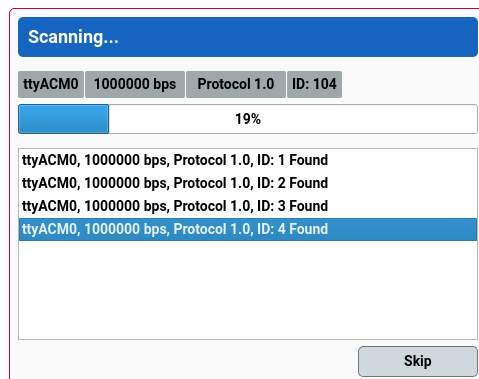 Scanning...
ttyACM0 1000000 bps Protocol 1.0 ID: 104
19%
ttyACM0, 1000000 bps, Protocol 1.0, ID: 1 Found
ttyACM0, 1000000 bps, Protocol 1.0, ID: 2 Found
ttyACM0, 1000000 bps, Protocol 1.0, ID: 3 Found
ttyACM0, 1000000 bps, Protocol 1.0, ID: 4 Found
Skip